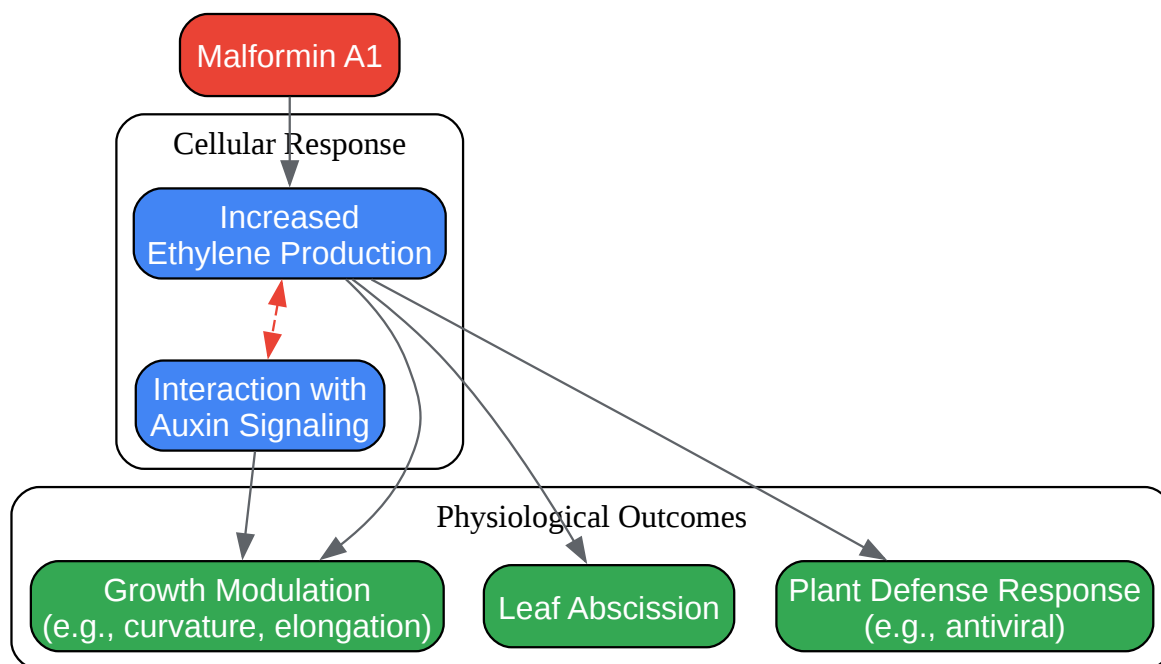 Malformin A1
Cellular Response
Increased
Ethylene Production
Interaction with
Auxin Signaling
Physiological Outcomes
Growth Modulation
(e.g., curvature, elongation)
Leaf Abscission
Plant Defense Response
(e.g., antiviral)